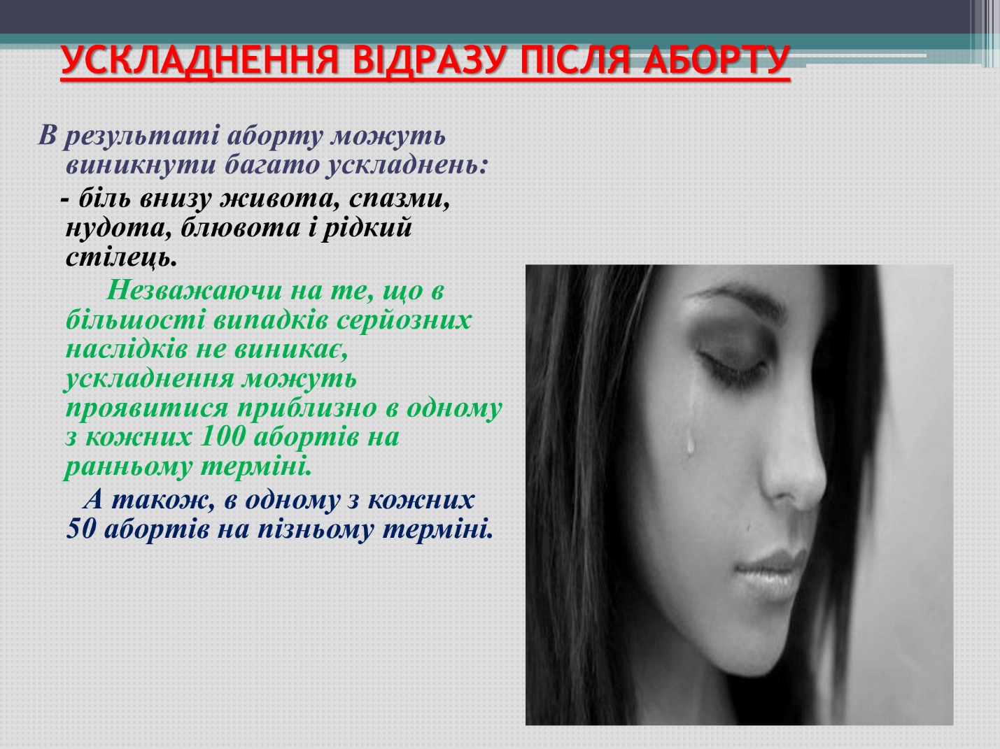 УСКЛАДНЕННЯ ВІДРАЗУ ПІСЛЯ АБОРТУ
В результаті аборту можуть
виникнути багато ускладнень:
- біль внизу живота, спазми,
нудота, блювота і рідкий
стілець.
Незважаючи на те, що в
більшості випадків серйозних
наслідків не виникає,
ускладнення можуть
проявитися приблизно в одному
з кожних 100 абортів на
ранньому терміні.
А також, в одному з кожних
50 абортів на пізньому терміні.